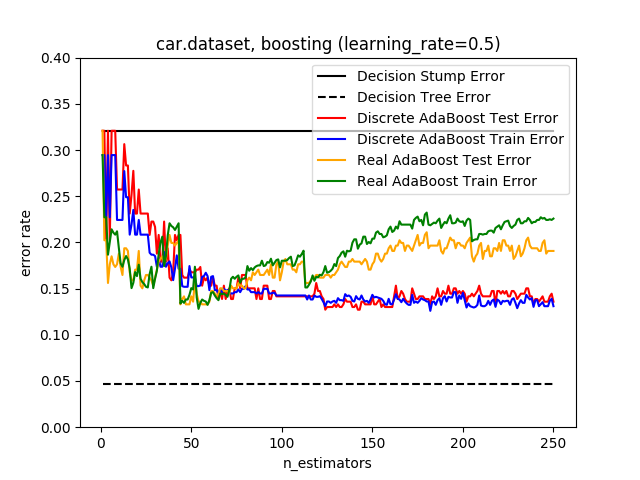 car.dataset, boosting (learning_rate=0.5)
0.40
0.35
0.30
0.25
0.20
0.15
0.10
0.05
0.00
error rate
Decision Stump Error
Decision Tree Error
Discrete AdaBoost Test Error
Discrete AdaBoost Train Error
Real AdaBoost Test Error
Real AdaBoost Train Error
0 50 100 150 200 250
n_estimators